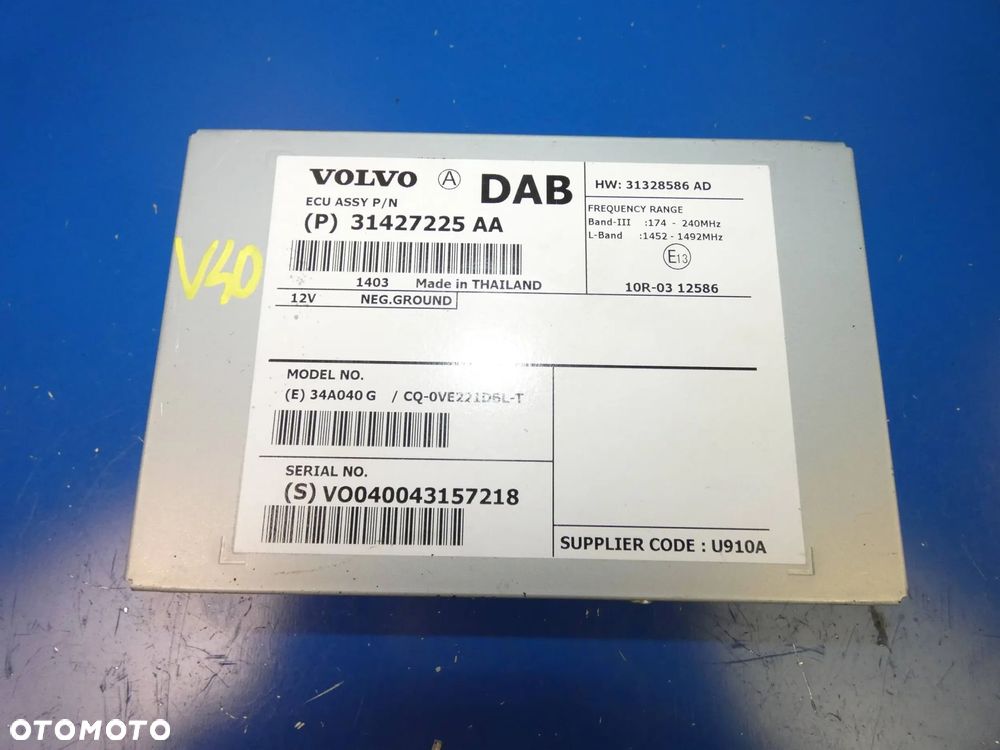 VOLVO A DAB
ECU ASSY P/N
(P) 31427225 AA
1403 Made in THAILAND
12V NEG.GROUND
HW: 31328586 AD
FREQUENCY RANGE
Band-III :174 - 240MHz
L-Band :1452 - 1492MHz
E13
10R-03 12586
V40
MODEL NO.
(E) 34A040 G / CQ-0VE221D6L-T
SERIAL NO.
(S) VO040043157218
SUPPLIER CODE : U910A
OTOMOTO